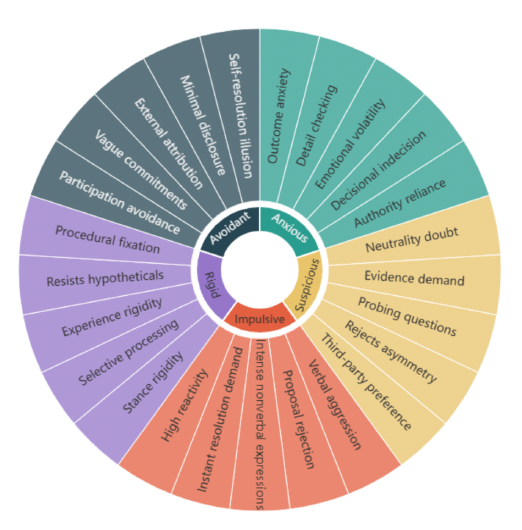 Anxious
Outcome anxiety
Detail checking
Emotional volatility
Decisional indecision
Authority reliance
Suspicious
Neutrality doubt
Evidence demand
Probing questions
Rejects asymmetry
Third-party preference
Impulsive
Verbal aggression
Proposal rejection
Intense nonverbal expressions
Instant resolution demand
High reactivity
Rigid
Stance rigidity
Selective processing
Experience rigidity
Resists hypotheticals
Procedural fixation
Avoidant
Participation avoidance
Vague commitments
External attribution
Minimal disclosure
Self-resolution illusion